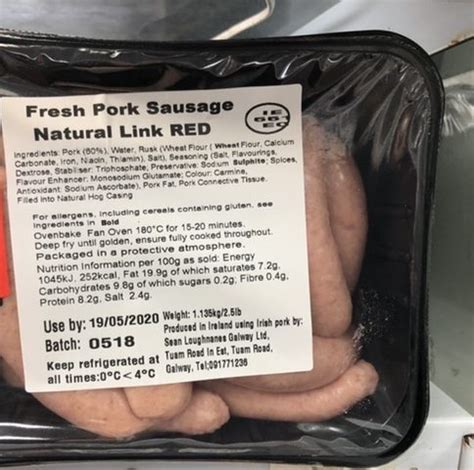 Fresh Pork Sausage
Natural Link RED
IE
667
EC
Ingredients: Pork (60%), Water, Rusk (Wheat Flour ( Wheat Flour, Calcium
Carbonate, Iron, Niacin, Thiamin), Salt), Seasoning (Salt, Flavourings,
Dextrose, Stabiliser: Triphosphate; Preservative: Sodium Sulphite; Spices,
Flavour Enhancer: Monosodium Glutamate; Colour: Carmine,
Antioxidant: Sodium Ascorbate), Pork Fat, Pork Connective Tissue.
Filled Into Natural Hog Casing
For allergens, including cereals containing gluten, see
Ingredients in Bold
Ovenbake Fan Oven 180°C for 15-20 minutes.
Deep fry until golden, ensure fully cooked throughout.
Packaged in a protective atmosphere.
Nutrition Information per 100g as sold: Energy
1045kJ, 252kcal, Fat 19.9g of which saturates 7.2g,
Carbohydrates 9.8g of which sugars 0.2g; Fibre 0.4g,
Protein 8.2g, Salt 2.4g.
Use by: 19/05/2020
Batch: 0518
Keep refrigerated at
all times:0°C < 4°C
Weight: 1.135kg/2.5lb
Produced in Ireland using Irish pork by:
Sean Loughnanes Galway Ltd,
Tuam Road In Est, Tuam Road,
Galway, Tel;091771236